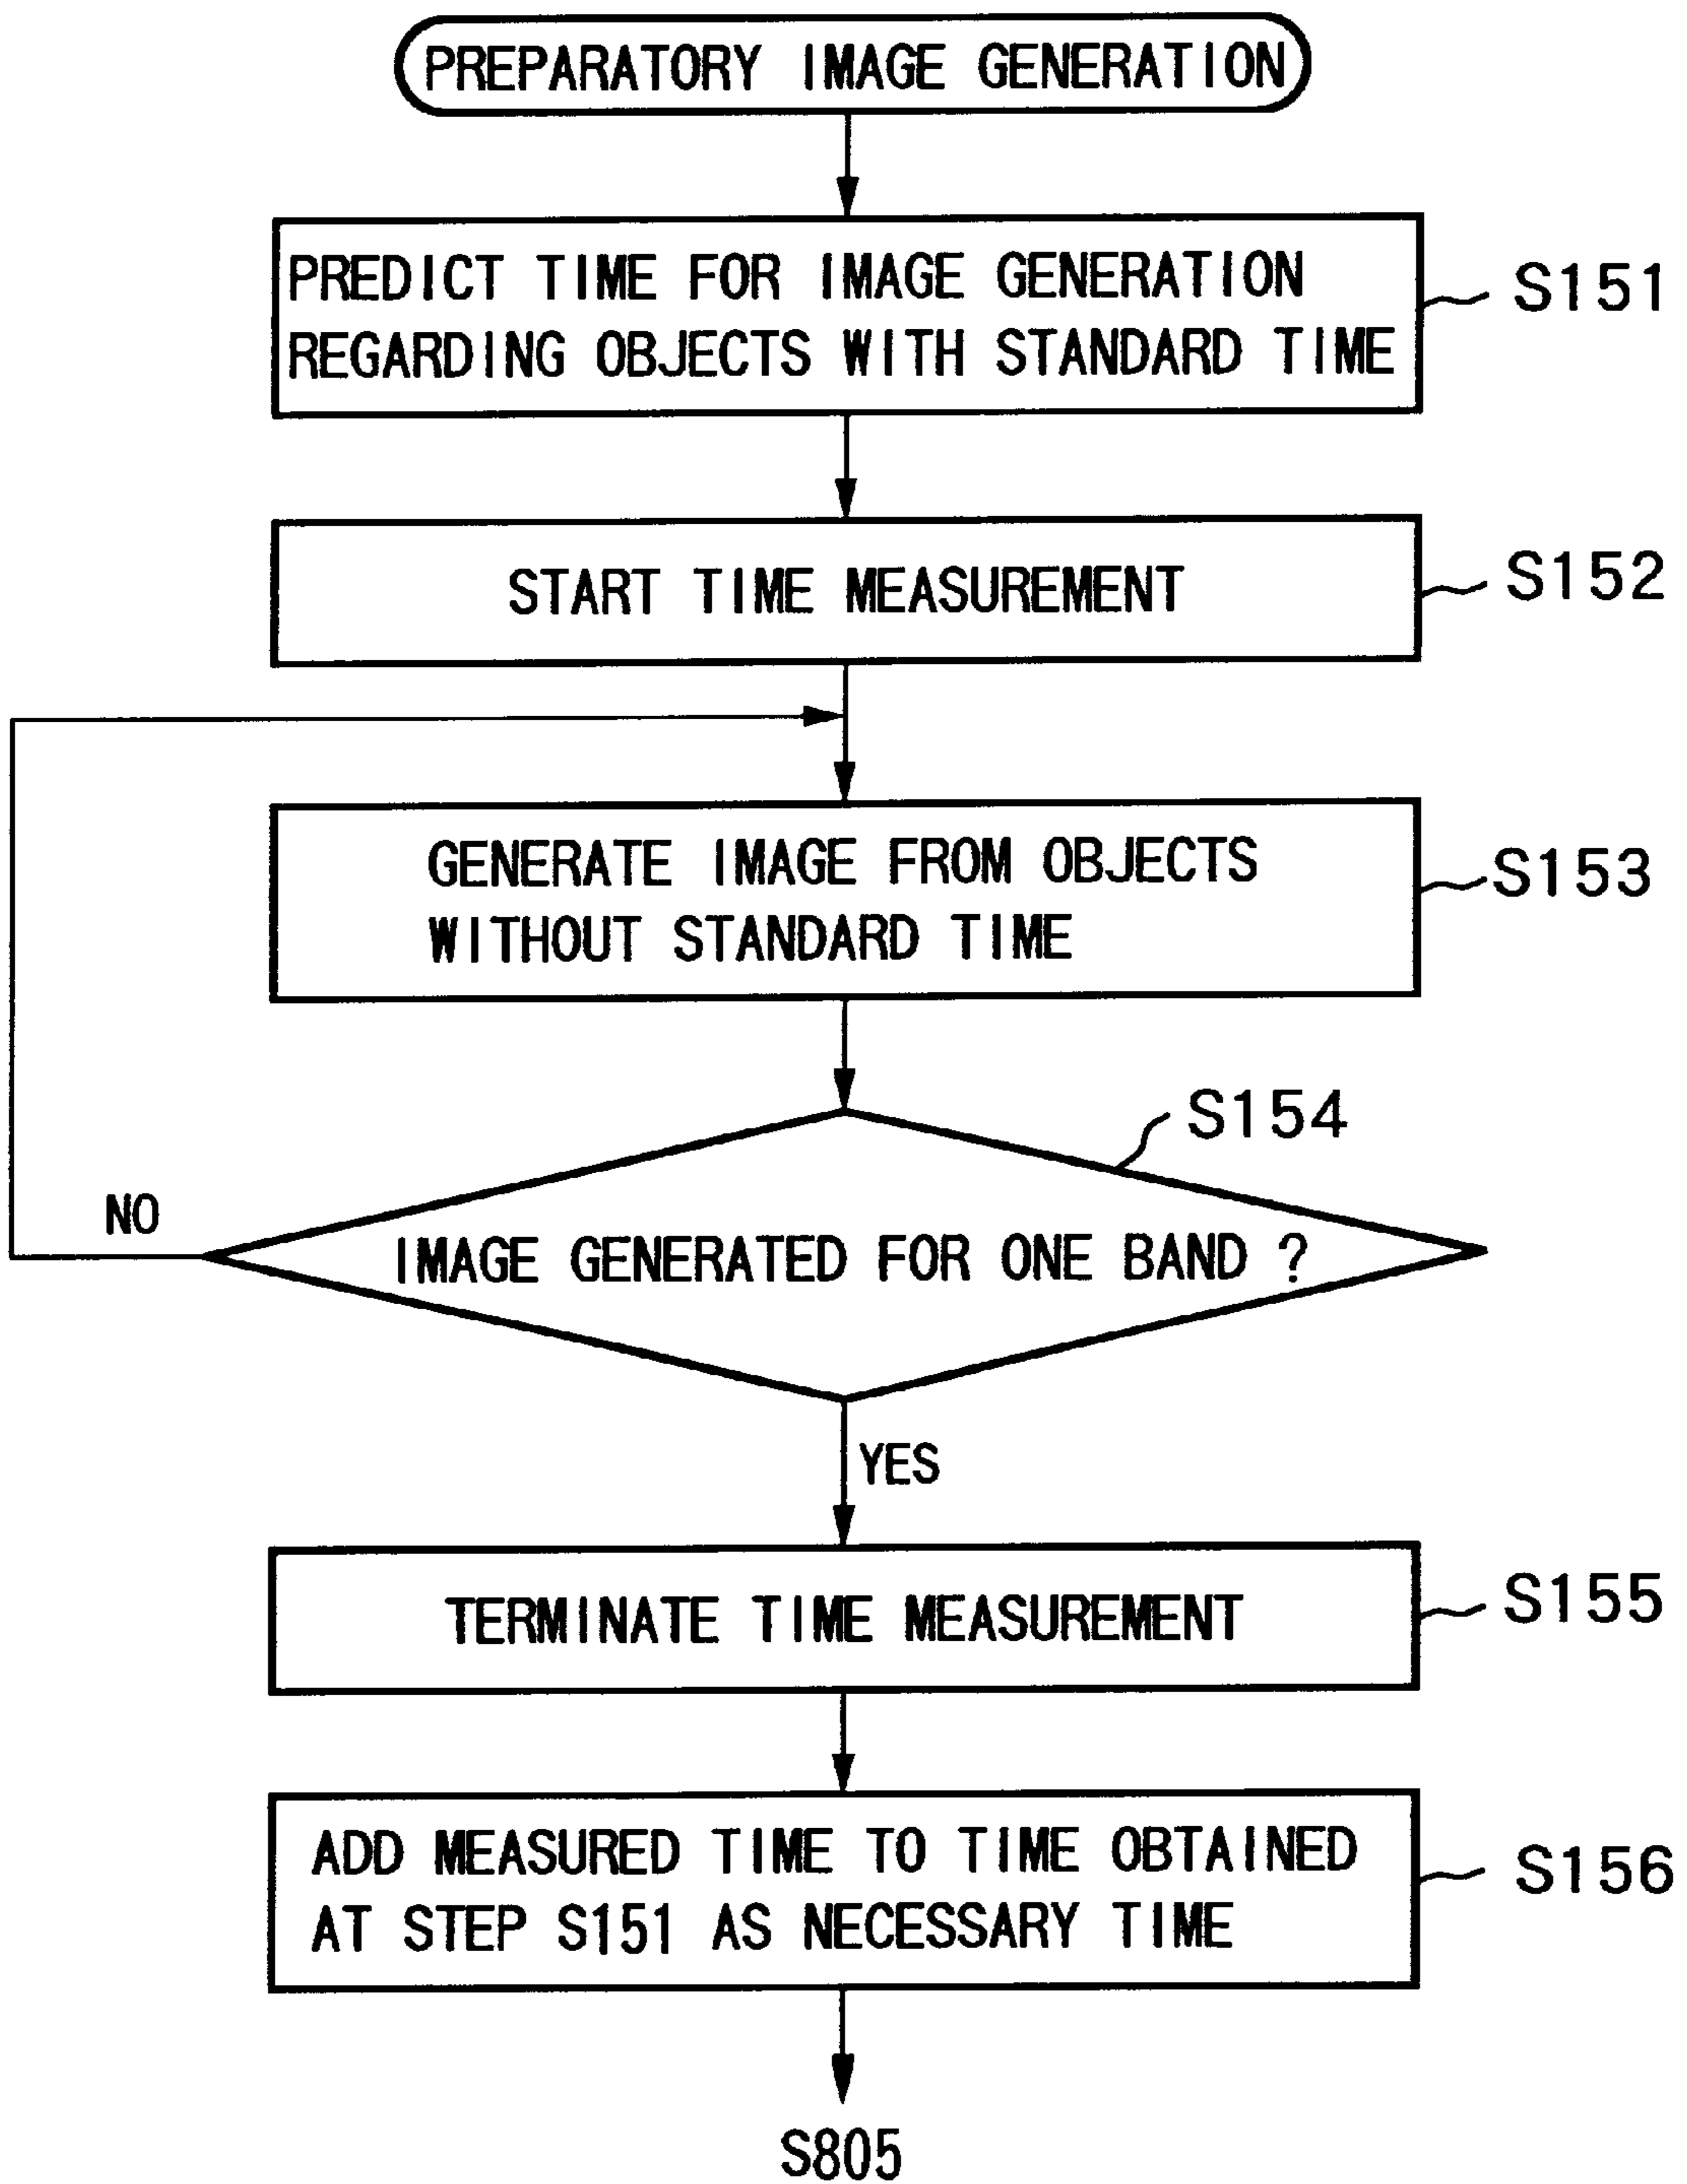 PREPARATORY IMAGE GENERATION
PREDICT TIME FOR IMAGE GENERATION
REGARDING OBJECTS WITH STANDARD TIME
S151
START TIME MEASUREMENT
S152
GENERATE IMAGE FROM OBJECTS
WITHOUT STANDARD TIME
S153
S154
NO
IMAGE GENERATED FOR ONE BAND ?
YES
TERMINATE TIME MEASUREMENT
S155
ADD MEASURED TIME TO TIME OBTAINED
AT STEP S151 AS NECESSARY TIME
S156
S805